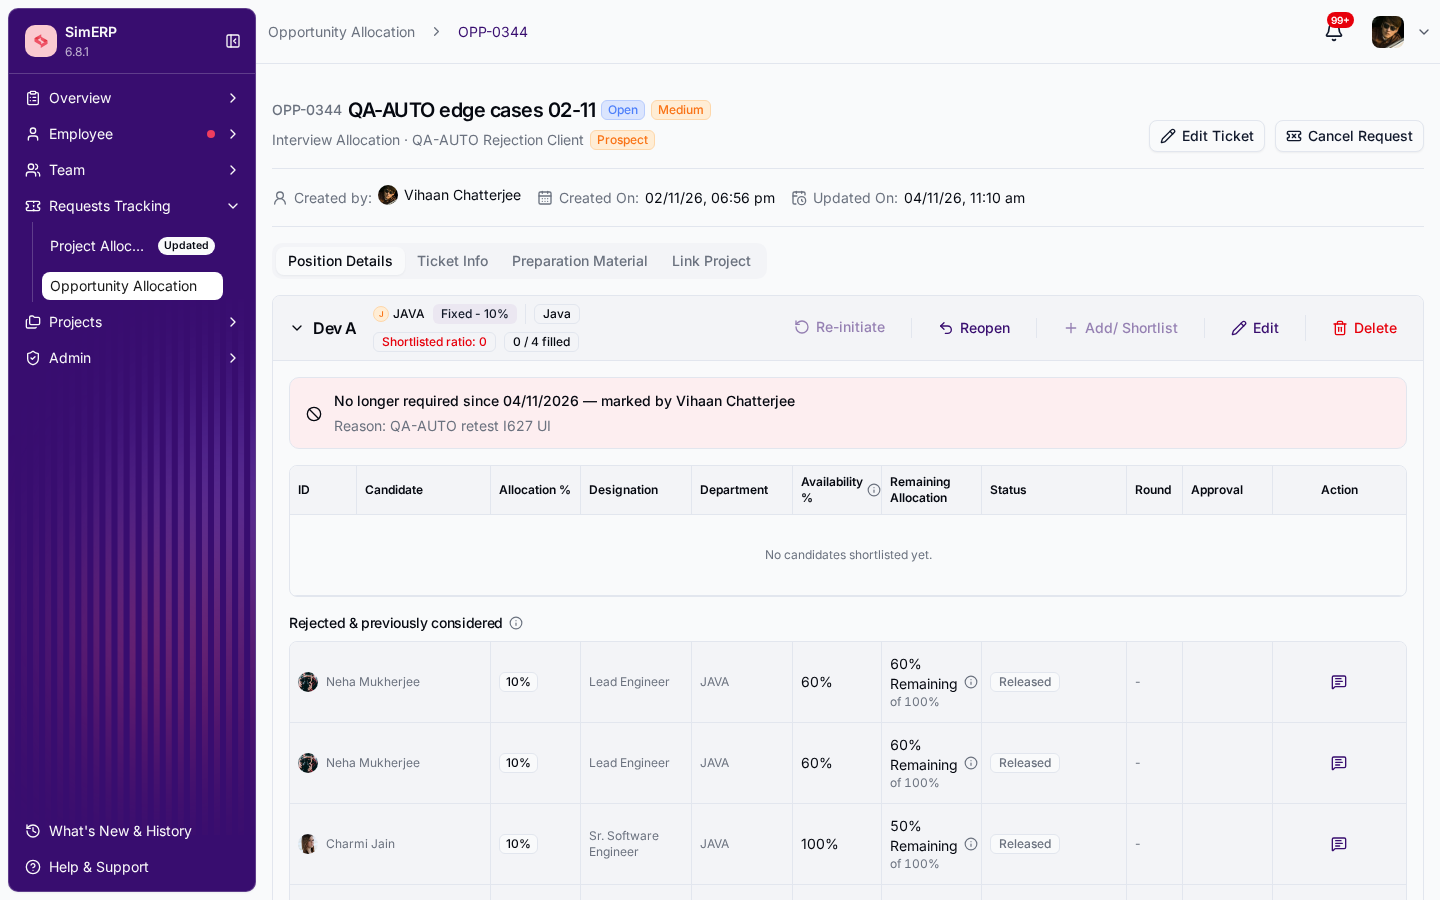 SimERP
6.8.1
Overview
Employee
Team
Requests Tracking
Project Alloc... Updated
Opportunity Allocation
Projects
Admin
What's New & History
Help & Support
Opportunity Allocation > OPP-0344
99+
OPP-0344 QA-AUTO edge cases 02-11 Open Medium
Interview Allocation · QA-AUTO Rejection Client Prospect
Edit Ticket
Cancel Request
Created by: Vihaan Chatterjee Created On: 02/11/26, 06:56 pm Updated On: 04/11/26, 11:10 am
Position Details Ticket Info Preparation Material Link Project
Dev A
J JAVA Fixed - 10% Java
Shortlisted ratio: 0 0 / 4 filled
Re-initiate Reopen Add/ Shortlist Edit Delete
No longer required since 04/11/2026 — marked by Vihaan Chatterjee
Reason: QA-AUTO retest I627 UI
ID Candidate Allocation % Designation Department Availability % Remaining Allocation Status Round Approval Action
No candidates shortlisted yet.
Rejected & previously considered
Neha Mukherjee 10% Lead Engineer JAVA 60% 60% Remaining of 100% Released -
Neha Mukherjee 10% Lead Engineer JAVA 60% 60% Remaining of 100% Released -
Charmi Jain 10% Sr. Software Engineer JAVA 100% 50% Remaining of 100% Released -